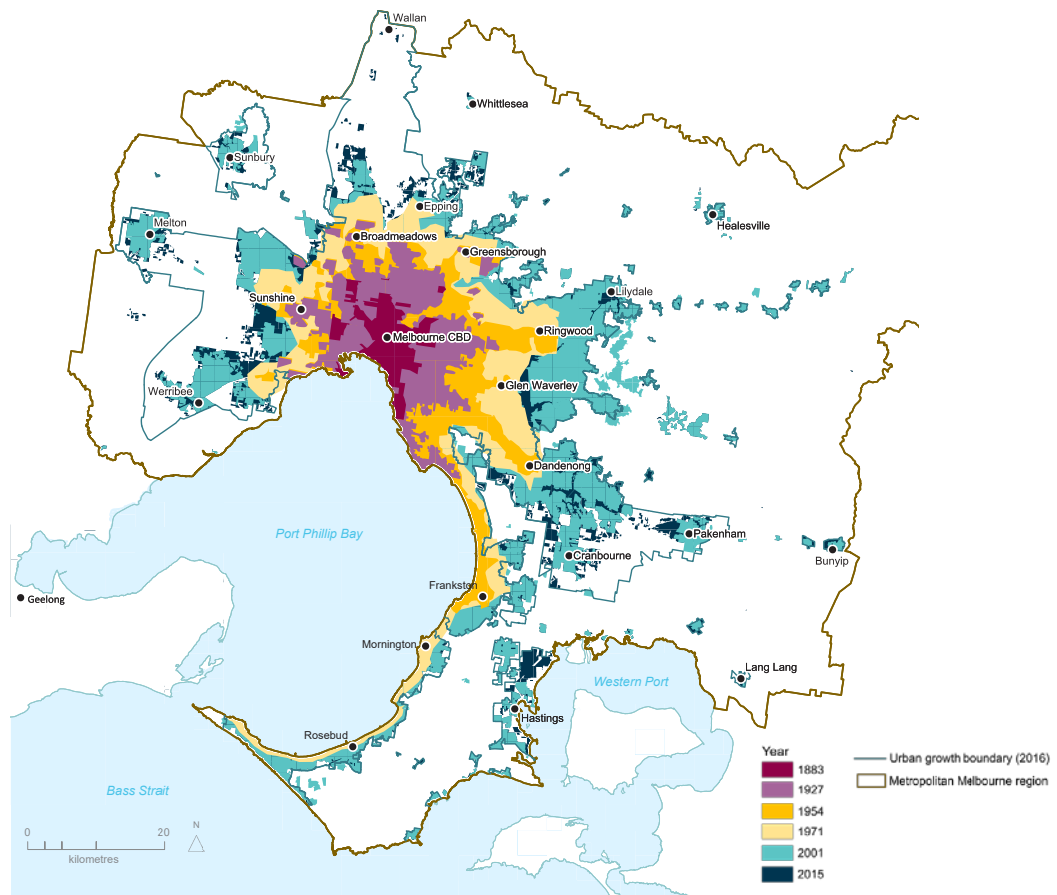 Wallan
Whittlesea
Sunbury
Epping
Melton
Healesville
Broadmeadows
Greensborough
Lilydale
Sunshine
Ringwood
Melbourne CBD
Glen Waverley
Werribee
Dandenong
Port Phillip Bay
Pakenham
Cranbourne
Bunyip
Frankston
Geelong
Mornington
Lang Lang
Western Port
Hastings
Rosebud
Bass Strait
Year
1883
1927
1954
1971
2001
2015
Urban growth boundary (2016)
Metropolitan Melbourne region
N
0 20
kilometres